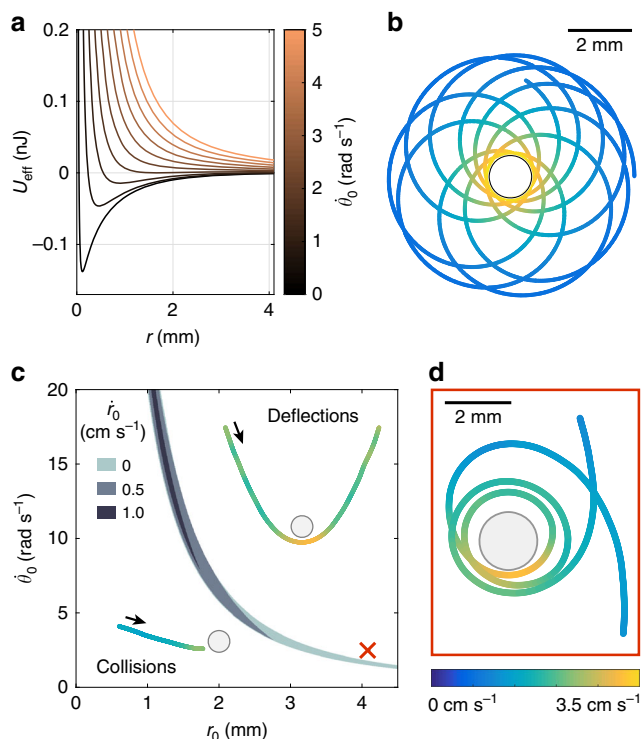 a
0.2
0.1
0
−0.1
U_eff (nJ)
0
2
4
r (mm)
5
4
3
2
1
0
θ̇₀ (rad s⁻¹)
b
2 mm
c
20
15
10
5
0
θ̇₀ (rad s⁻¹)
ṙ₀
(cm s⁻¹)
0
0.5
1.0
Deflections
Collisions
0
1
2
3
4
r₀ (mm)
d
2 mm
0 cm s⁻¹
3.5 cm s⁻¹